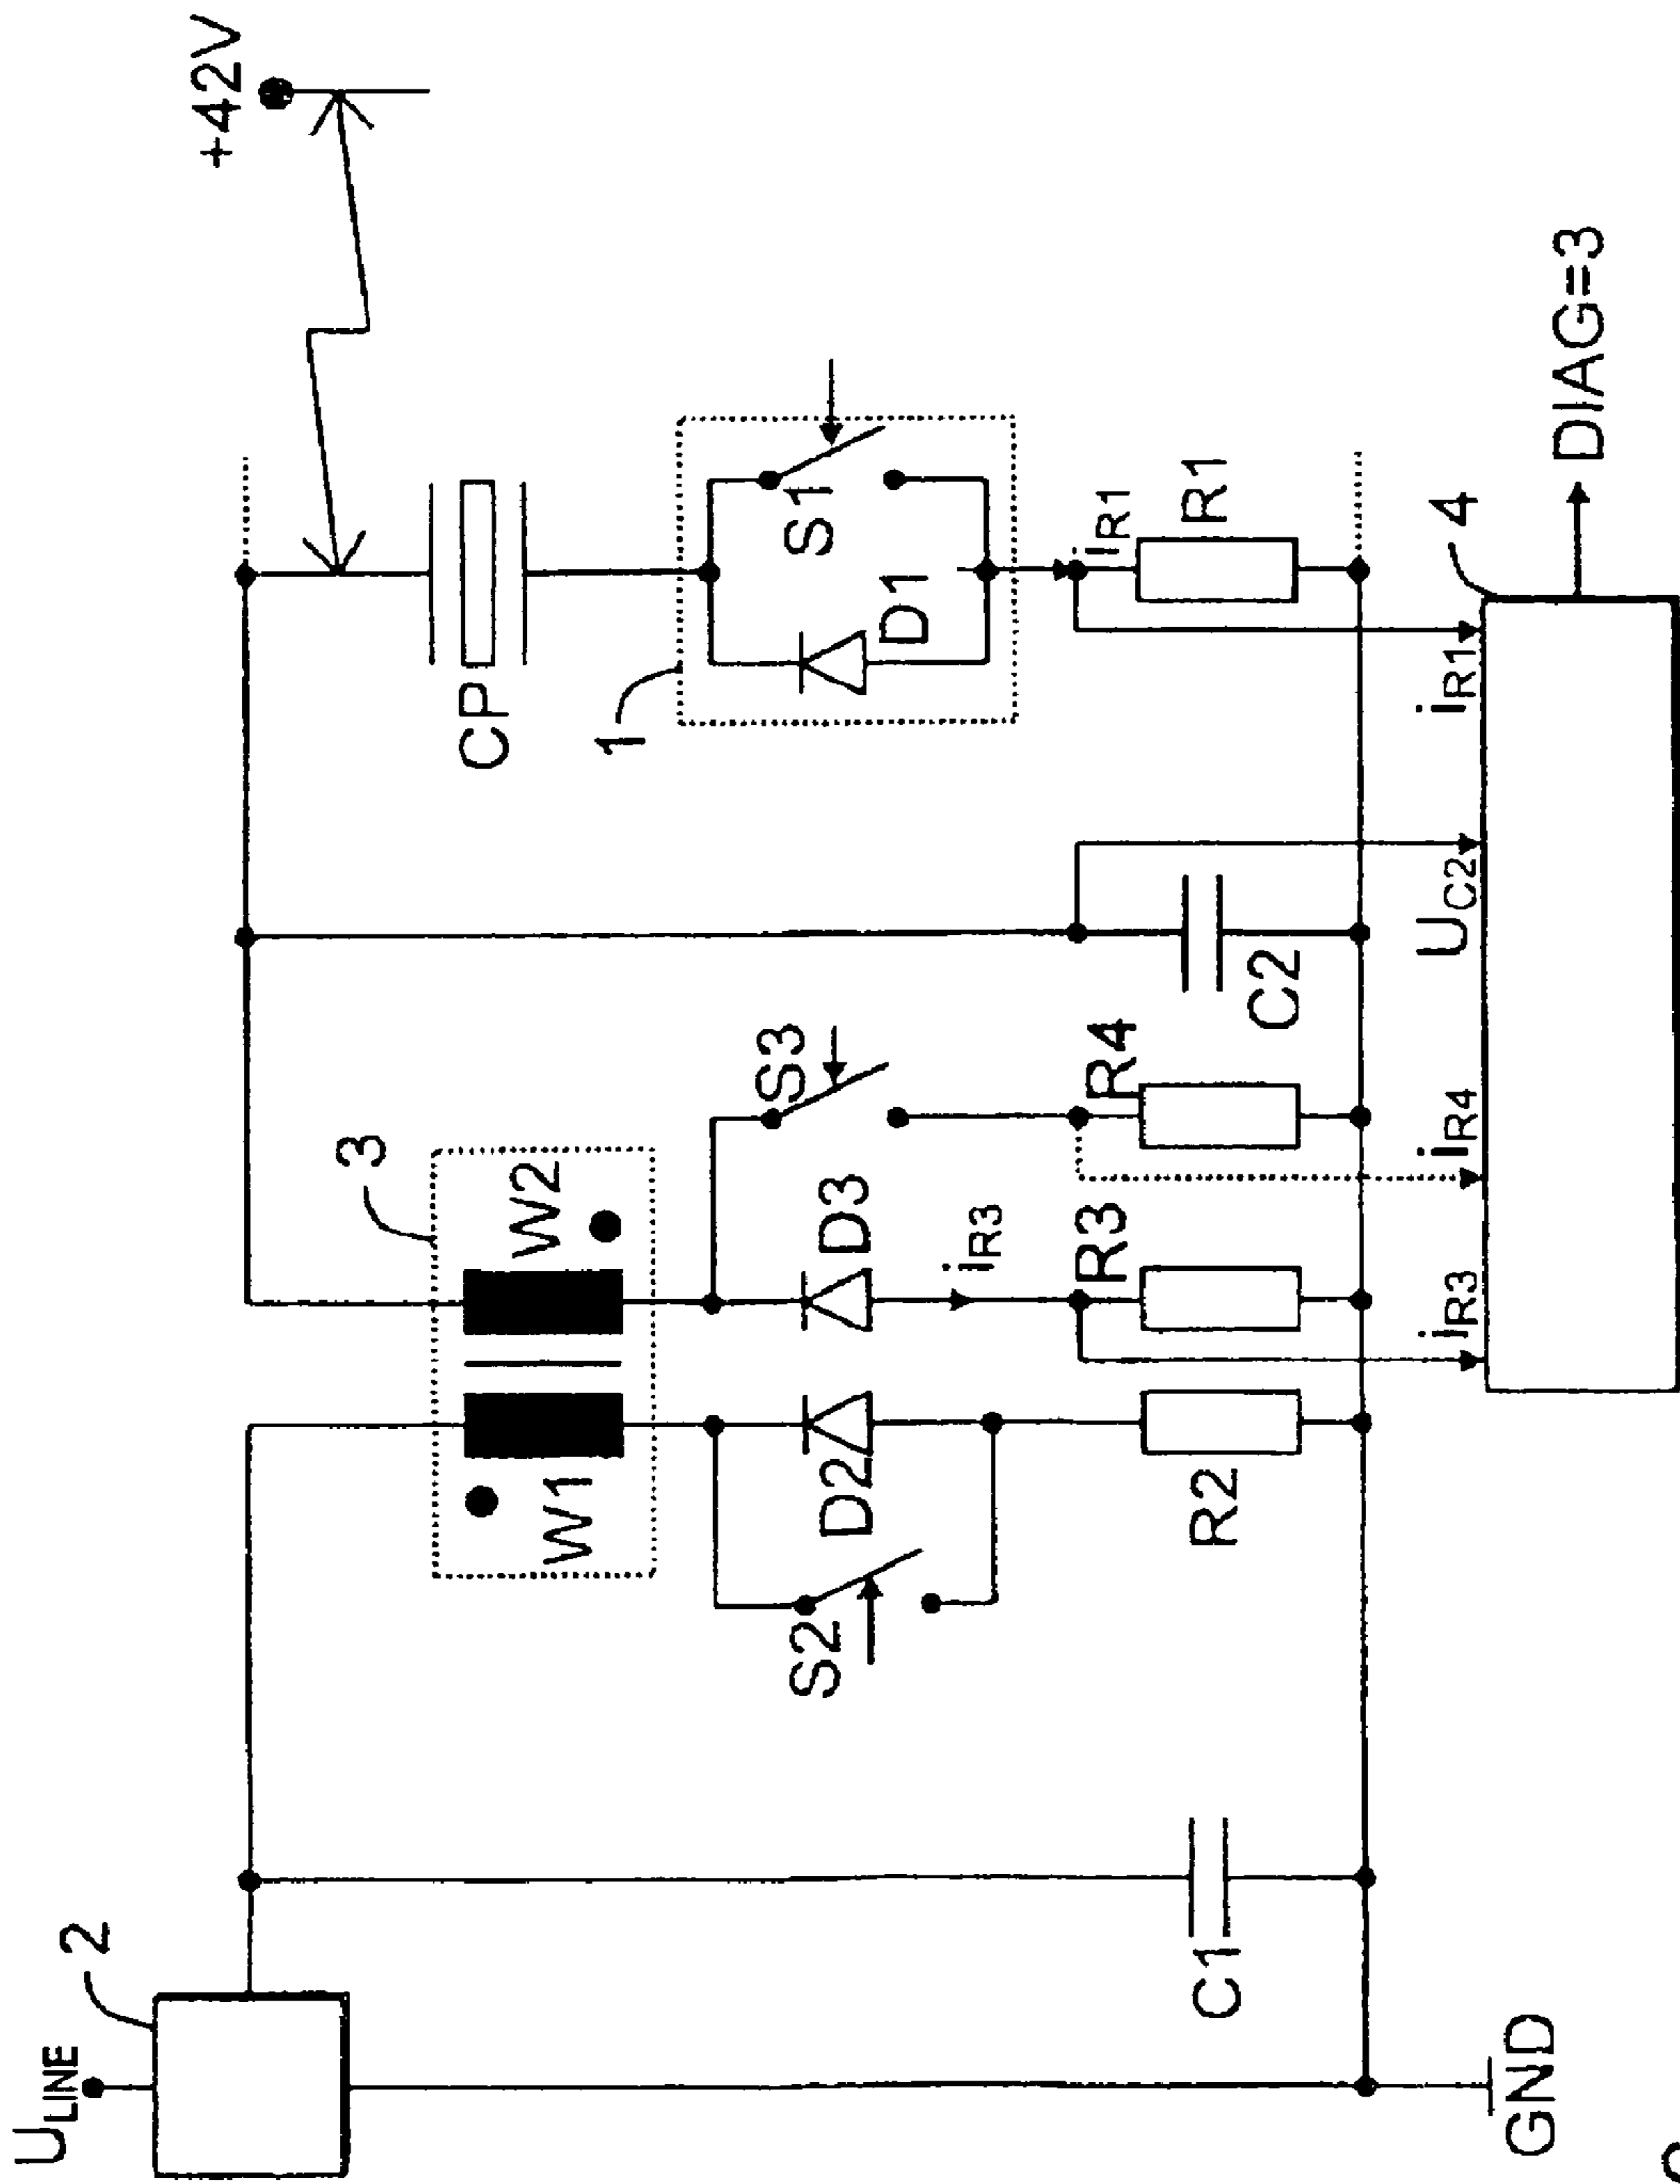 U_LINE
2
+42V
3
W1
W2
CP
1
S1
D1
S2
D2
D3
S3
i_R3
i_R1
C1
R2
R3
R4
C2
R1
i_R3
i_R4
U_C2
i_R1
4
GND
DIAG=3